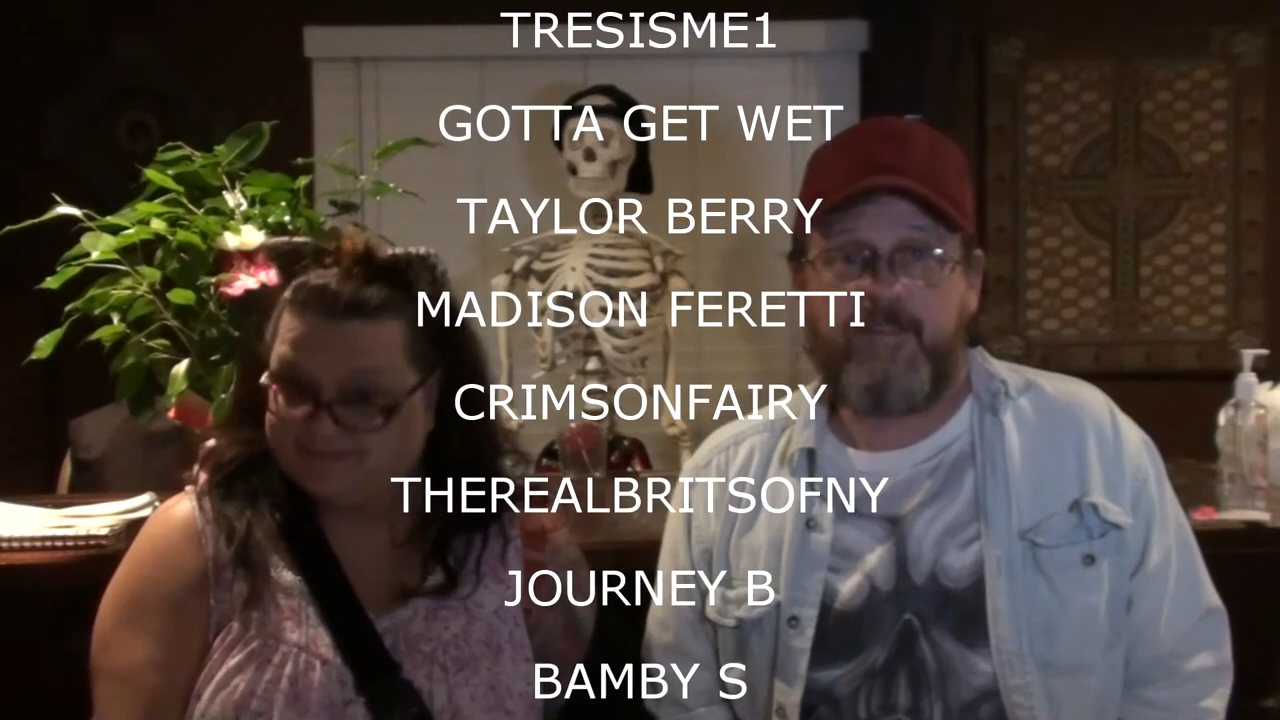 TRESISME1
GOTTA GET WET
TAYLOR BERRY
MADISON FERETTI
CRIMSONFAIRY
THEREALBRITSOFNY
JOURNEY B
BAMBY S